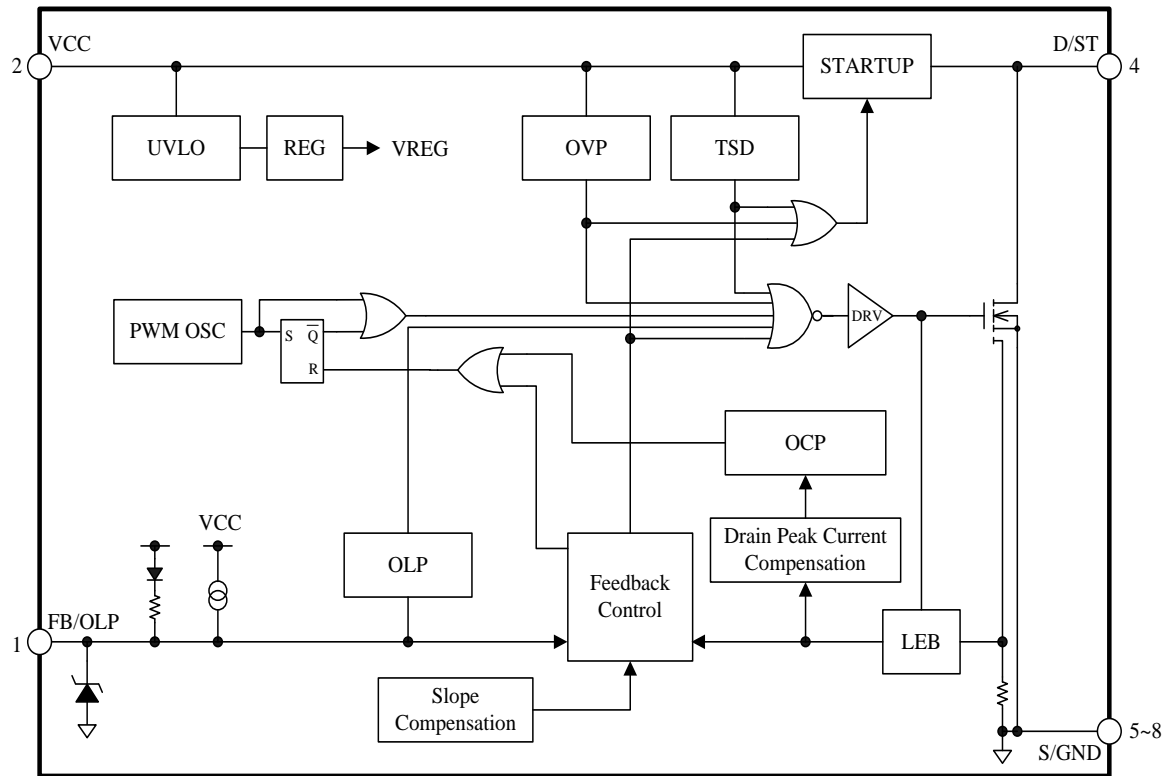 VCC
D/ST
2
4
STARTUP
UVLO
REG
VREG
OVP
TSD
PWM OSC
S
Q̅
R
DRV
OCP
VCC
OLP
Feedback
Control
Drain Peak Current
Compensation
FB/OLP
1
LEB
Slope
Compensation
5~8
S/GND